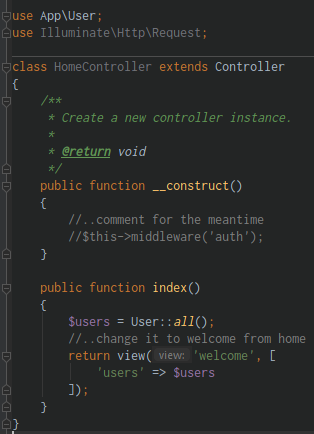 use App\User;
use Illuminate\Http\Request;
class HomeController extends Controller
{
/**
* Create a new controller instance.
*
* @return void
*/
public function __construct()
{
//..comment for the meantime
//$this->middleware('auth');
}
public function index()
{
$users = User::all();
//..change it to welcome from home
return view( view: 'welcome', [
'users' => $users
]);
}
}